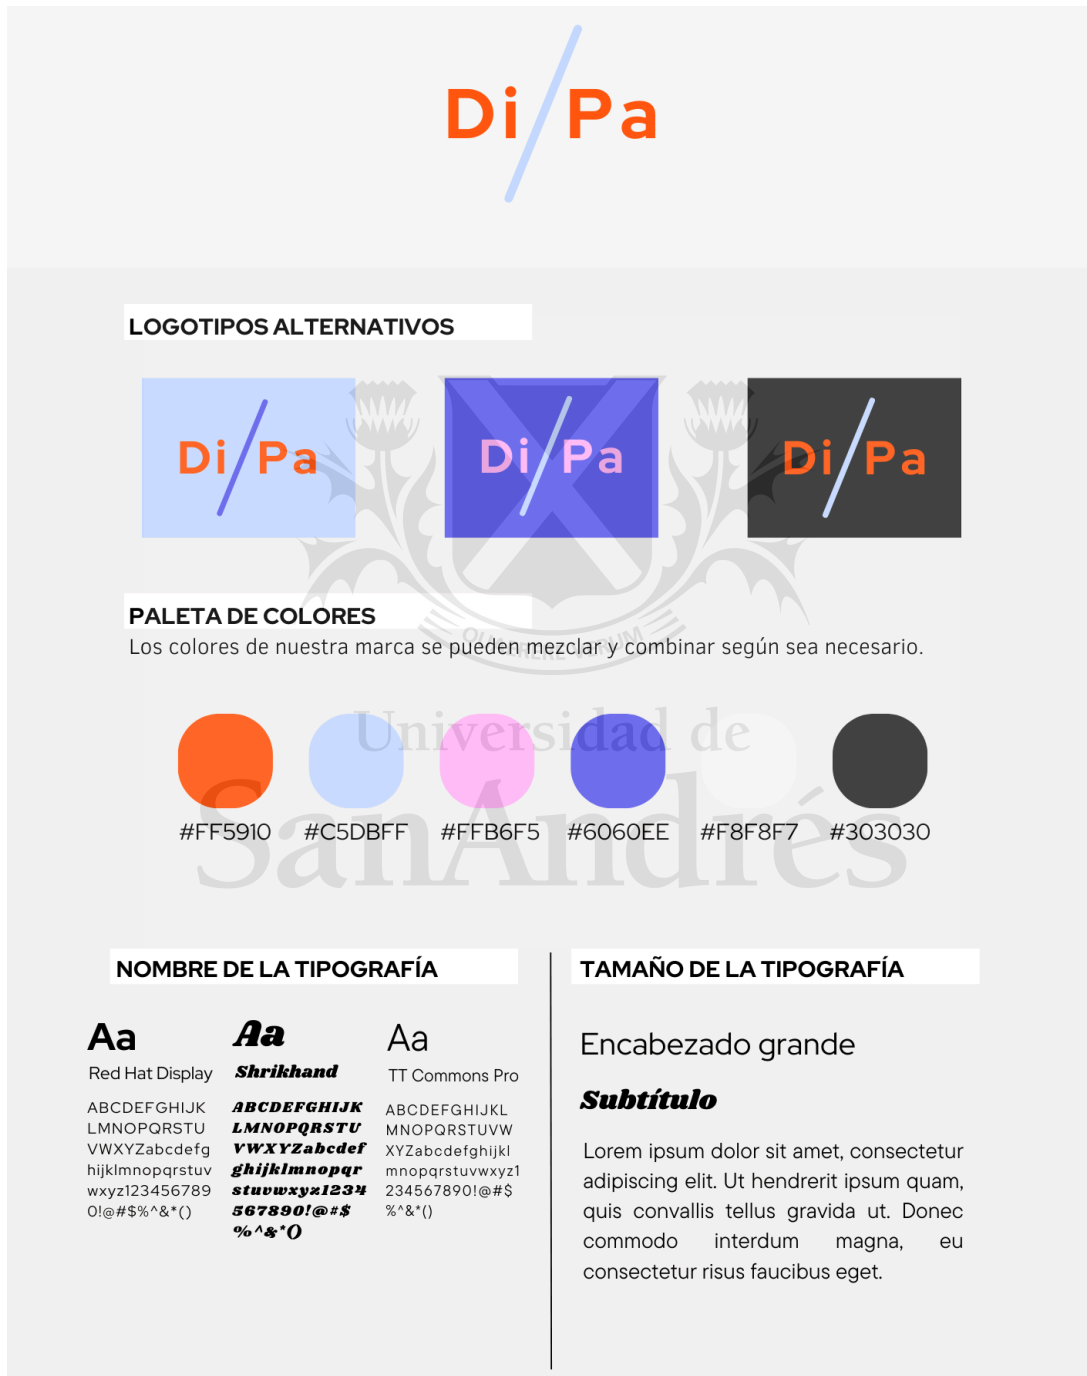 Di/Pa
LOGOTIPOS ALTERNATIVOS
Di/Pa
Di/Pa
Di/Pa
PALETA DE COLORES
Los colores de nuestra marca se pueden mezclar y combinar según sea necesario.
QUAERERE VERUM
Universidad de
SanAndrés
#FF5910
#C5DBFF
#FFB6F5
#6060EE
#F8F8F7
#303030
NOMBRE DE LA TIPOGRAFÍA
Aa
Red Hat Display
ABCDEFGHIJK
LMNOPQRSTU
VWXYZabcdefg
hijklmnopqrstuv
wxyz123456789
0!@#$%^&*()
Aa
Shrikhand
ABCDEFGHIJK
LMNOPQRSTU
VWXYZabcdef
ghijklmnopqr
stuvwxyz1234
567890!@#$
%^&*()
Aa
TT Commons Pro
ABCDEFGHIJKL
MNOPQRSTUVW
XYZabcdefghijkl
mnopqrstuvwxyz1
234567890!@#$
%^&*()
TAMAÑO DE LA TIPOGRAFÍA
Encabezado grande
Subtítulo
Lorem ipsum dolor sit amet, consectetur
adipiscing elit. Ut hendrerit ipsum quam,
quis convallis tellus gravida ut. Donec
commodo interdum magna, eu
consectetur risus faucibus eget.